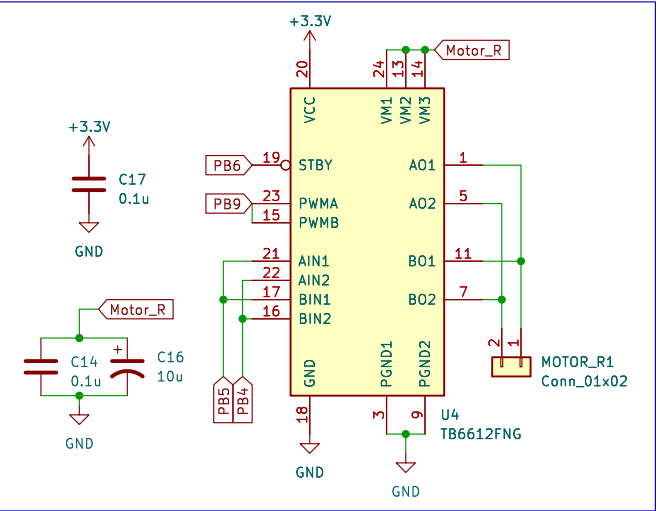 +3.3V
20
24
13
14
Motor_R
VCC
VM1
VM2
VM3
+3.3V
C17
0.1u
GND
PB6
19
STBY
AO1
1
PB9
23
PWMA
AO2
5
15
PWMB
21
AIN1
BO1
11
22
AIN2
17
BIN1
BO2
7
16
BIN2
Motor_R
C14
0.1u
+
C16
10u
GND
PB5
PB4
GND
PGND1
PGND2
2
1
MOTOR_R1
Conn_01x02
18
3
9
U4
TB6612FNG
GND
GND